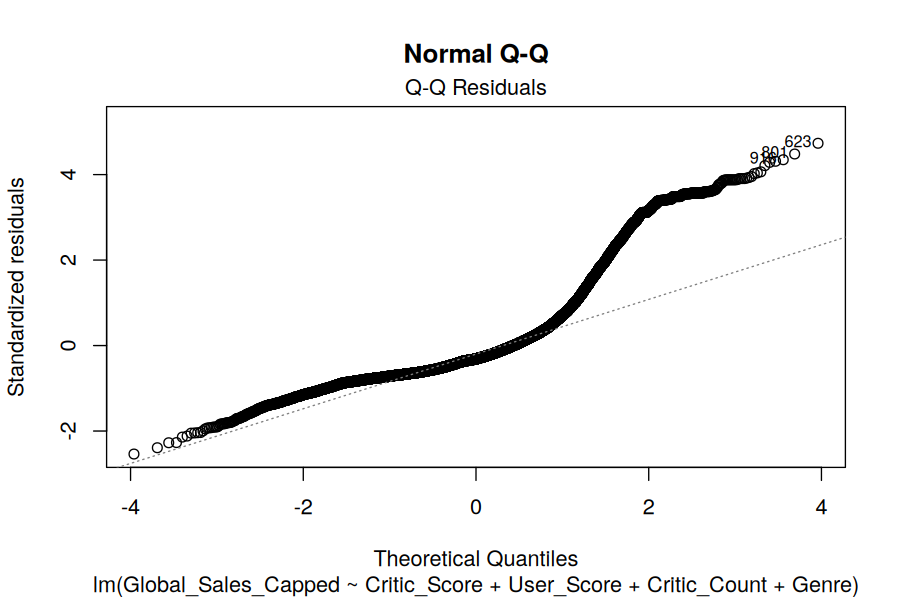 Normal Q-Q
Q-Q Residuals
Standardized residuals
4
2
0
-2
623
801
-4
-2
0
2
4
Theoretical Quantiles
lm(Global_Sales_Capped ~ Critic_Score + User_Score + Critic_Count + Genre)